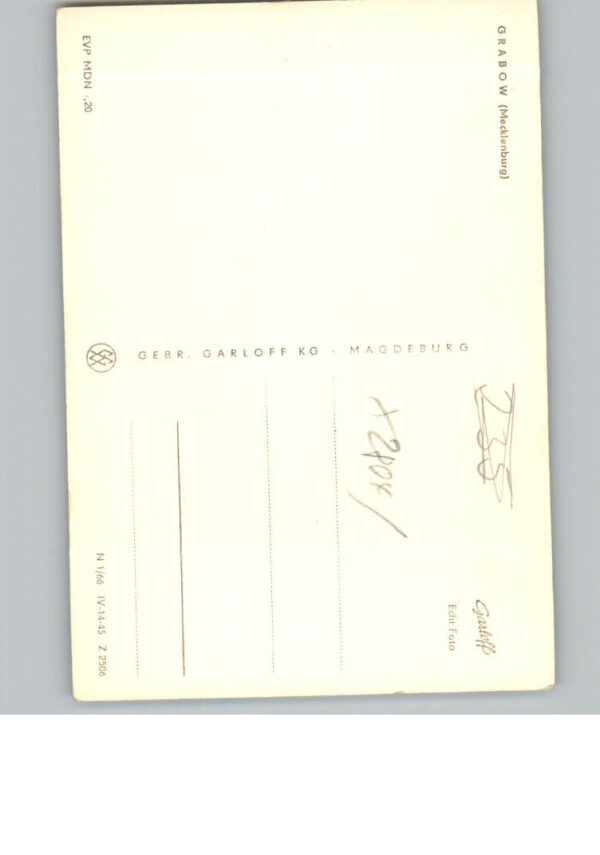 GRABOW (Mecklenburg)
EVP MDN -,20
GEBR. GARLOFF KG · MAGDEBURG
Garloff
Echt Foto
N 1/66 IV-14-45 Z 2506